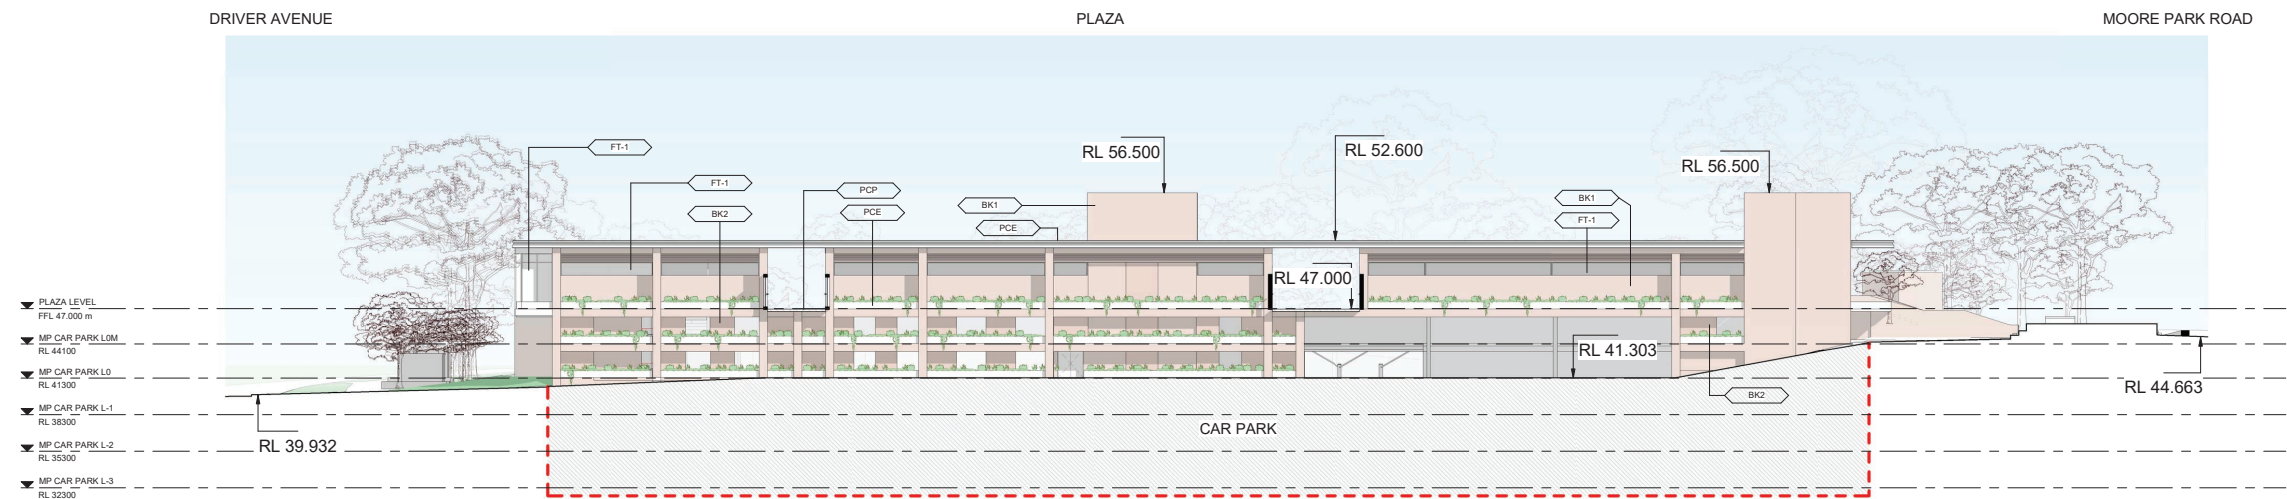 DRIVER AVENUE
PLAZA
MOORE PARK ROAD
FT-1
RL 56.500
RL 52.600
RL 56.500
FT-1
PCP
BK1
BK1
BK2
PCE
PCE
FT-1
RL 47.000
PLAZA LEVEL
FFL 47.000 m
MP CAR PARK L0M
RL 44100
RL 41.303
MP CAR PARK L0
RL 41300
RL 44.663
BK2
MP CAR PARK L-1
RL 38300
CAR PARK
RL 39.932
MP CAR PARK L-2
RL 35300
MP CAR PARK L-3
RL 32300